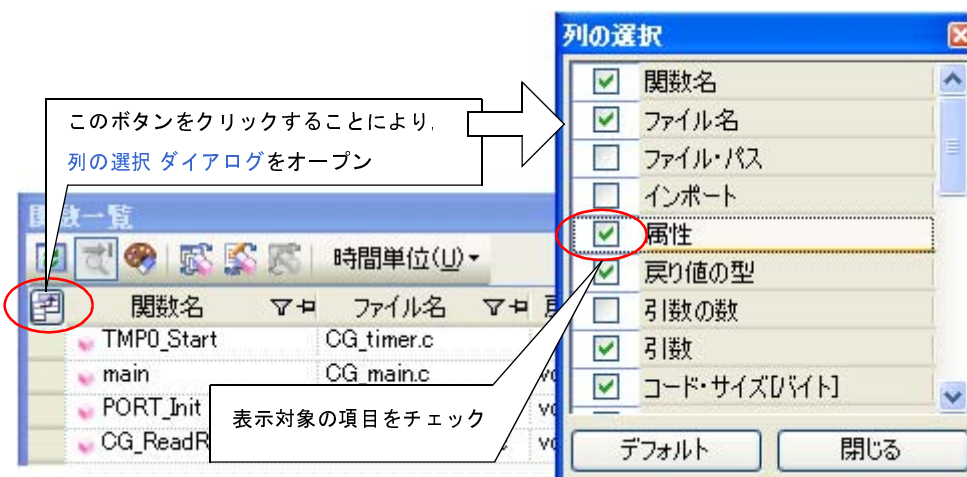 列の選択
関数名
ファイル名
ファイル・パス
インポート
属性
戻り値の型
引数の数
引数
コード・サイズ[バイト]
デフォルト
閉じる
このボタンをクリックすることにより,
列の選択 ダイアログをオープン
関数一覧
時間単位(U)
関数名 ファイル名
TMP0_Start CG_timer.c
main CG_main.c
PORT_Init
CG_ReadR
表示対象の項目をチェック